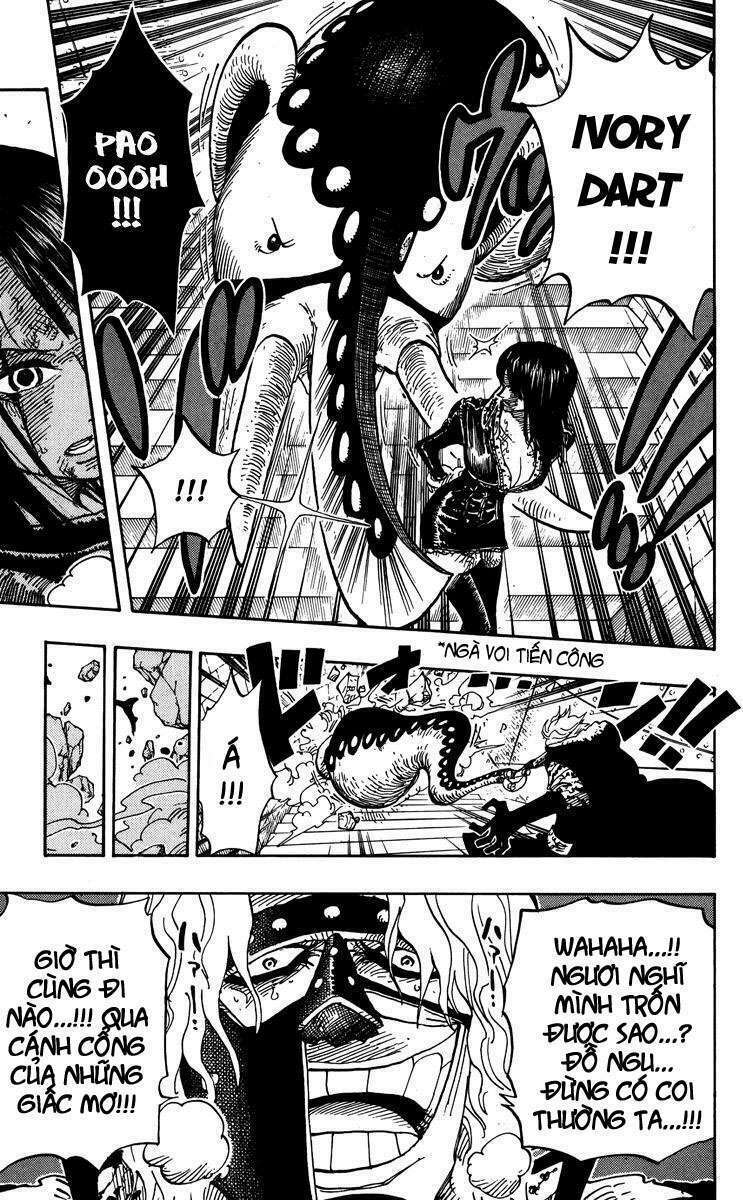 IVORY
DART
!!!
PAO
OOOH
!!!
!!!
*NGÀ VOI TIẾN CÔNG
Á
!!!
WAHAHA...!!
NGƯƠI NGHĨ
MÌNH TRỐN
ĐƯỢC SAO...?
ĐỒ NGU...
ĐỪNG CÓ COI
THƯỜNG TA...!!!
GIỜ THÌ
CÙNG ĐI
NÀO...!!! QUA
CÁNH CỔNG
CỦA NHỮNG
GIẤC MƠ!!!